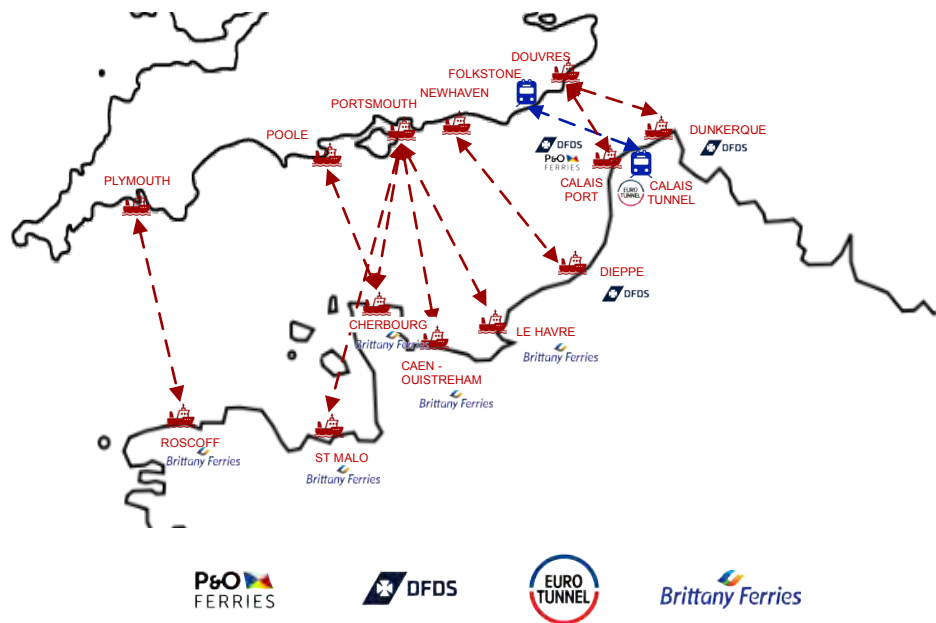 DOUVRES
FOLKSTONE
NEWHAVEN
PORTSMOUTH
POOLE
PLYMOUTH
DUNKERQUE
DFDS
DFDS
P&O
FERRIES
CALAIS
PORT
EURO
TUNNEL
CALAIS
TUNNEL
DIEPPE
DFDS
CHERBOURG
Brittany Ferries
LE HAVRE
Brittany Ferries
CAEN -
OUISTREHAM
Brittany Ferries
ROSCOFF
Brittany Ferries
ST MALO
Brittany Ferries
P&O
FERRIES
DFDS
EURO
TUNNEL
Brittany Ferries